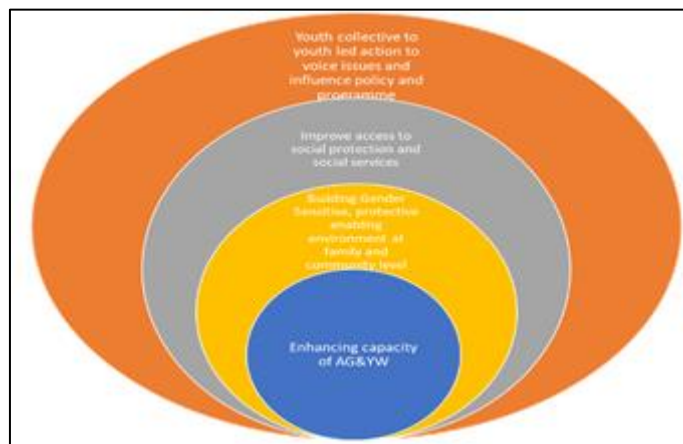 Youth collective to
youth led action to
voice issues and
influence policy and
programme
Improve access to
social protection and
social services
Building Gender
Sensitive, protective
enabling
environment at
family and
community level
Enhancing capacity
of AG&YW